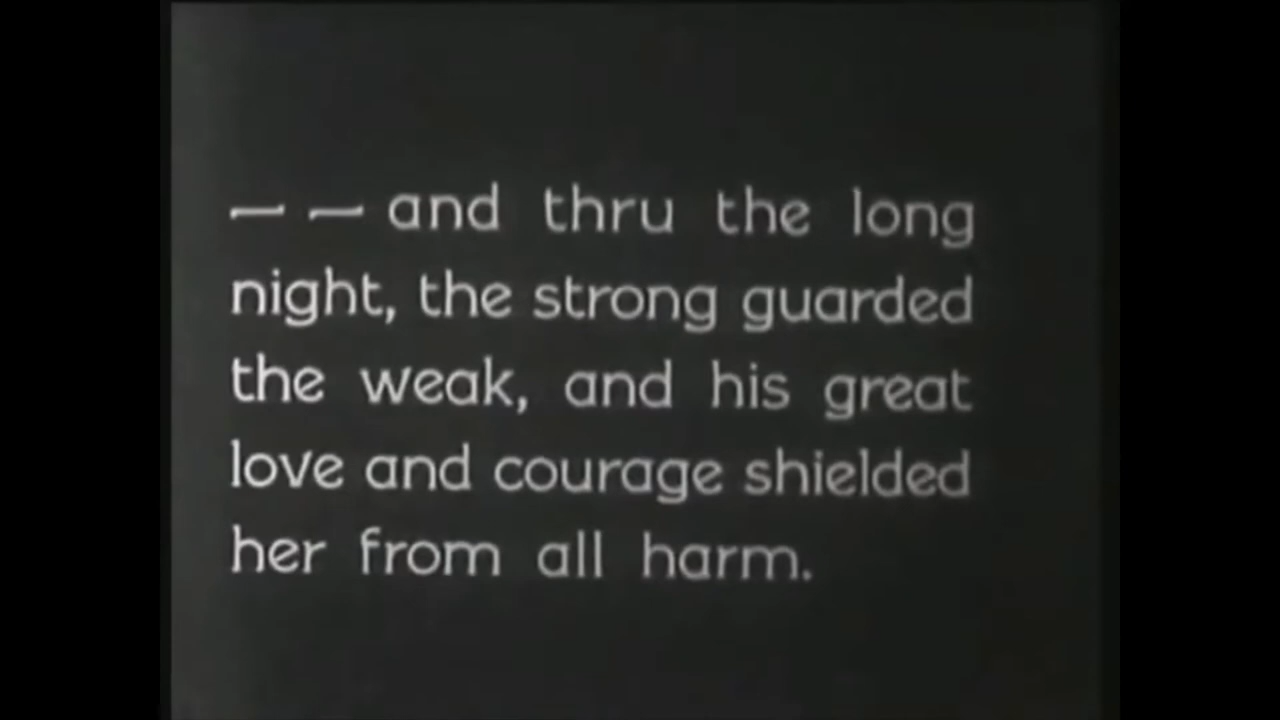 — — and thru the long
night, the strong guarded
the weak, and his great
love and courage shielded
her from all harm.